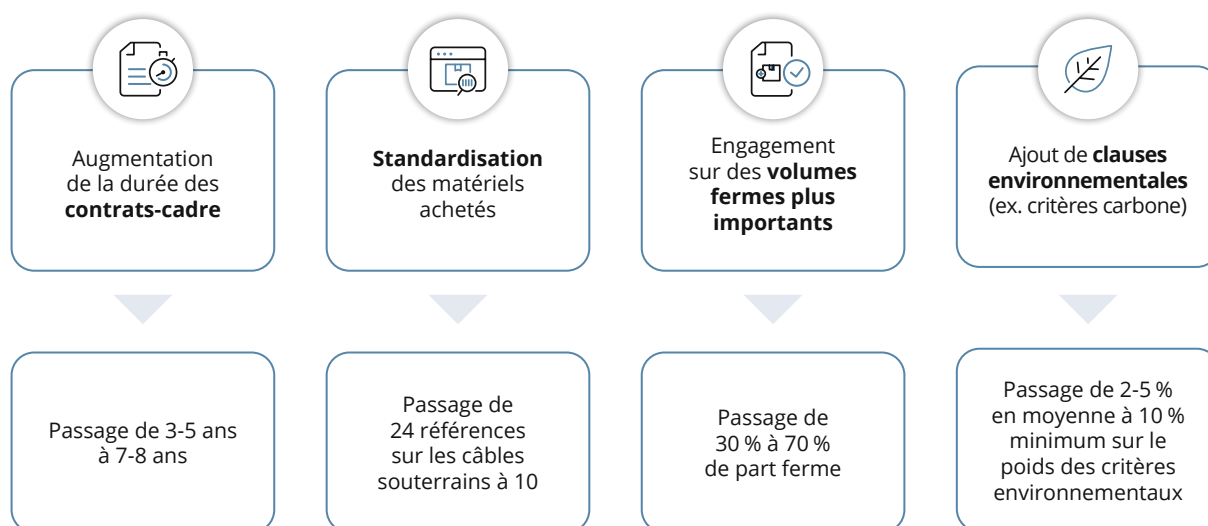 Augmentation
de la durée des
contrats-cadre
Standardisation
des matériels
achetés
Engagement
sur des volumes
fermes plus
importants
Ajout de clauses
environnementales
(ex. critères carbone)
Passage de 3-5 ans
à 7-8 ans
Passage de
24 références
sur les câbles
souterrains à 10
Passage de
30 % à 70 %
de part ferme
Passage de 2-5 %
en moyenne à 10 %
minimum sur le
poids des critères
environnementaux